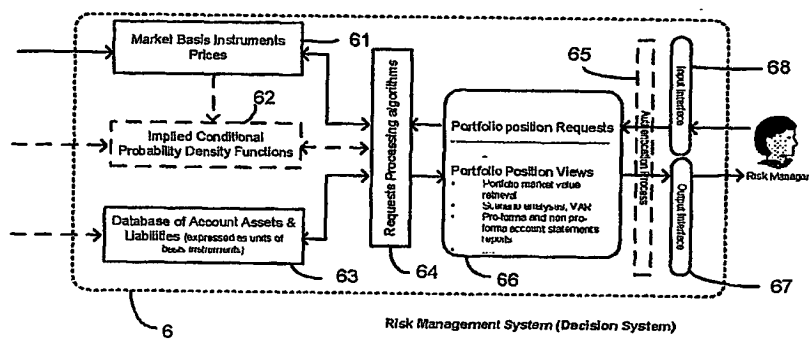 Market Basis Instruments
Prices
61
62
Implied Conditional
Probability Density Functions
Database of Account Assets &
Liabilities (expressed as units of
basis instruments)
63
Requests Processing algorithms
64
Portfolio position Requests
Portfolio Position Views
Portfolio market value
retrieval
Scenario analysis, VAR
Pro-forma and non pro-
forma account statements
reports
....
66
65
Process
68
Input Interface
Output Interface
67
Risk Manager
6
Risk Management System (Decision System)